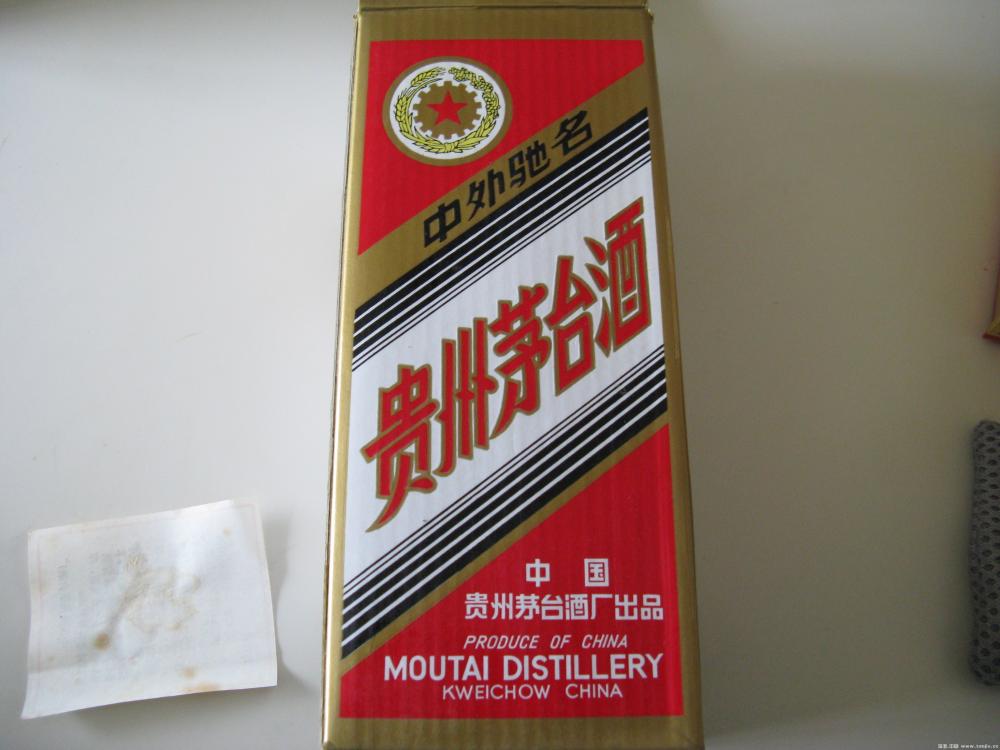 中外驰名
贵州茅台酒
中国
贵州茅台酒厂出品
PRODUCE OF CHINA
MOUTAI DISTILLERY
KWEICHOW CHINA